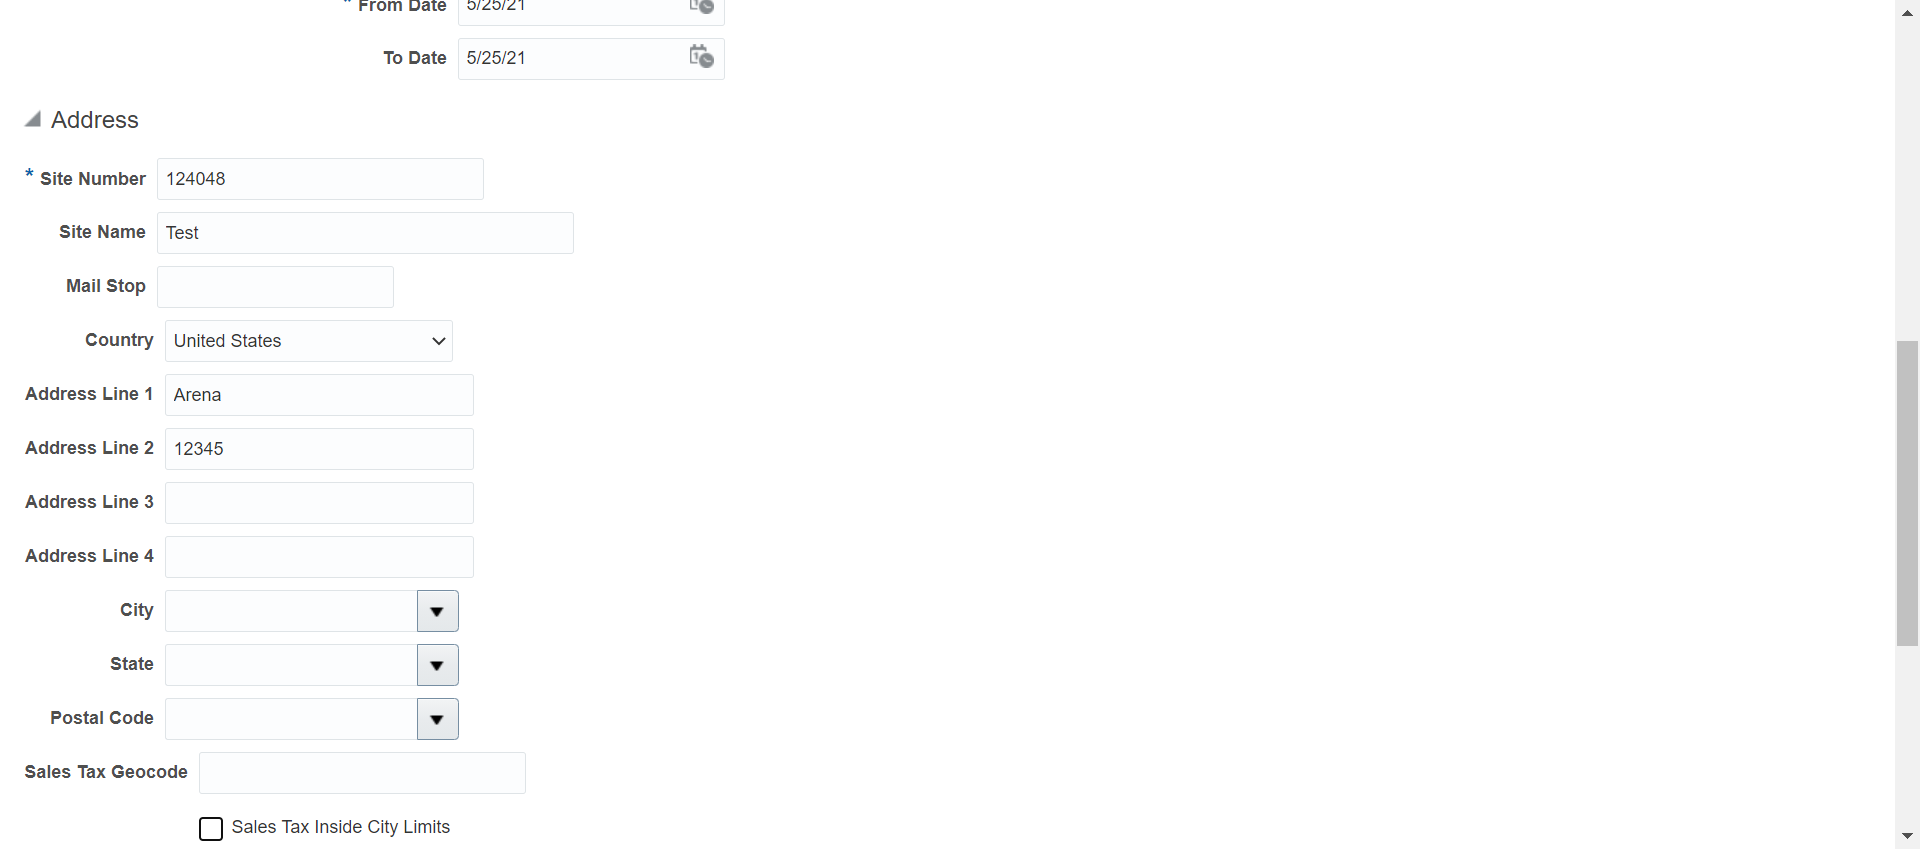 * From Date 5/25/21
To Date 5/25/21
Address
* Site Number 124048
Site Name Test
Mail Stop
Country United States
Address Line 1 Arena
Address Line 2 12345
Address Line 3
Address Line 4
City
State
Postal Code
Sales Tax Geocode
Sales Tax Inside City Limits